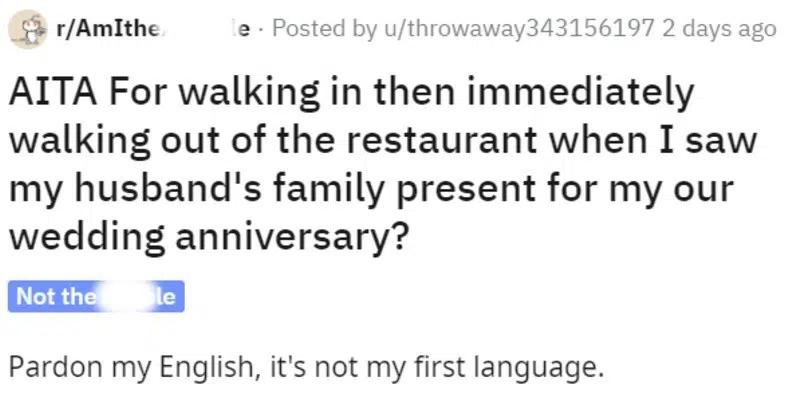 r/AmIthe le · Posted by u/throwaway343156197 2 days ago
AITA For walking in then immediately
walking out of the restaurant when I saw
my husband's family present for my our
wedding anniversary?
Not the le
Pardon my English, it's not my first language.